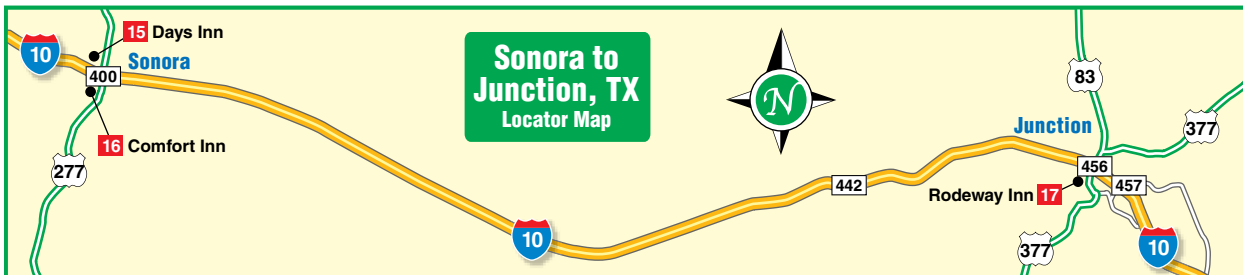 15 Days Inn
10
Sonora
400
16 Comfort Inn
277
Sonora to
Junction, TX
Locator Map
N
10
442
83
Junction
377
456
457
Rodeway Inn 17
377
10